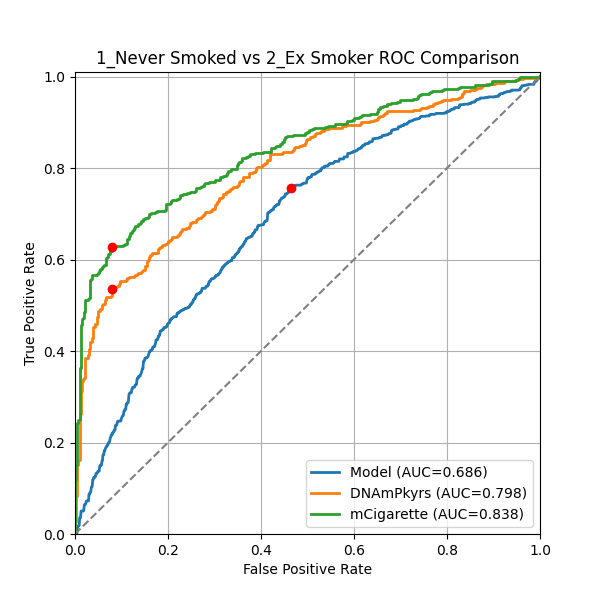 1_Never Smoked vs 2_Ex Smoker ROC Comparison
1.0
0.8
0.6
0.4
0.2
0.0
True Positive Rate
0.0 0.2 0.4 0.6 0.8 1.0
False Positive Rate
Model (AUC=0.686)
DNAmPkyrs (AUC=0.798)
mCigarette (AUC=0.838)